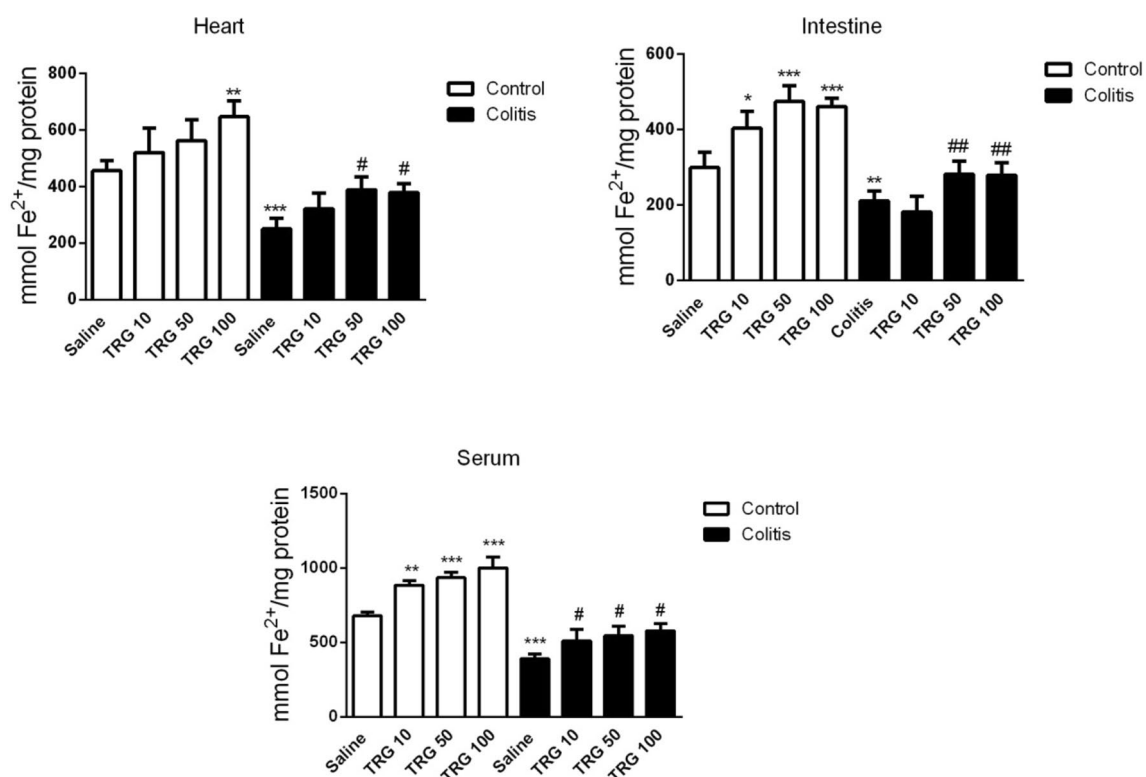 Heart
mmol Fe²⁺/mg protein
800
600
400
200
0
**
***
#
#
Saline
TRG 10
TRG 50
TRG 100
Saline
TRG 10
TRG 50
TRG 100
Control
Colitis
Intestine
mmol Fe²⁺/mg protein
600
400
200
0
*
***
***
**
##
##
Saline
TRG 10
TRG 50
TRG 100
Colitis
TRG 10
TRG 50
TRG 100
Control
Colitis
Serum
mmol Fe²⁺/mg protein
1500
1000
500
0
**
***
***
***
#
#
#
Saline
TRG 10
TRG 50
TRG 100
Saline
TRG 10
TRG 50
TRG 100
Control
Colitis